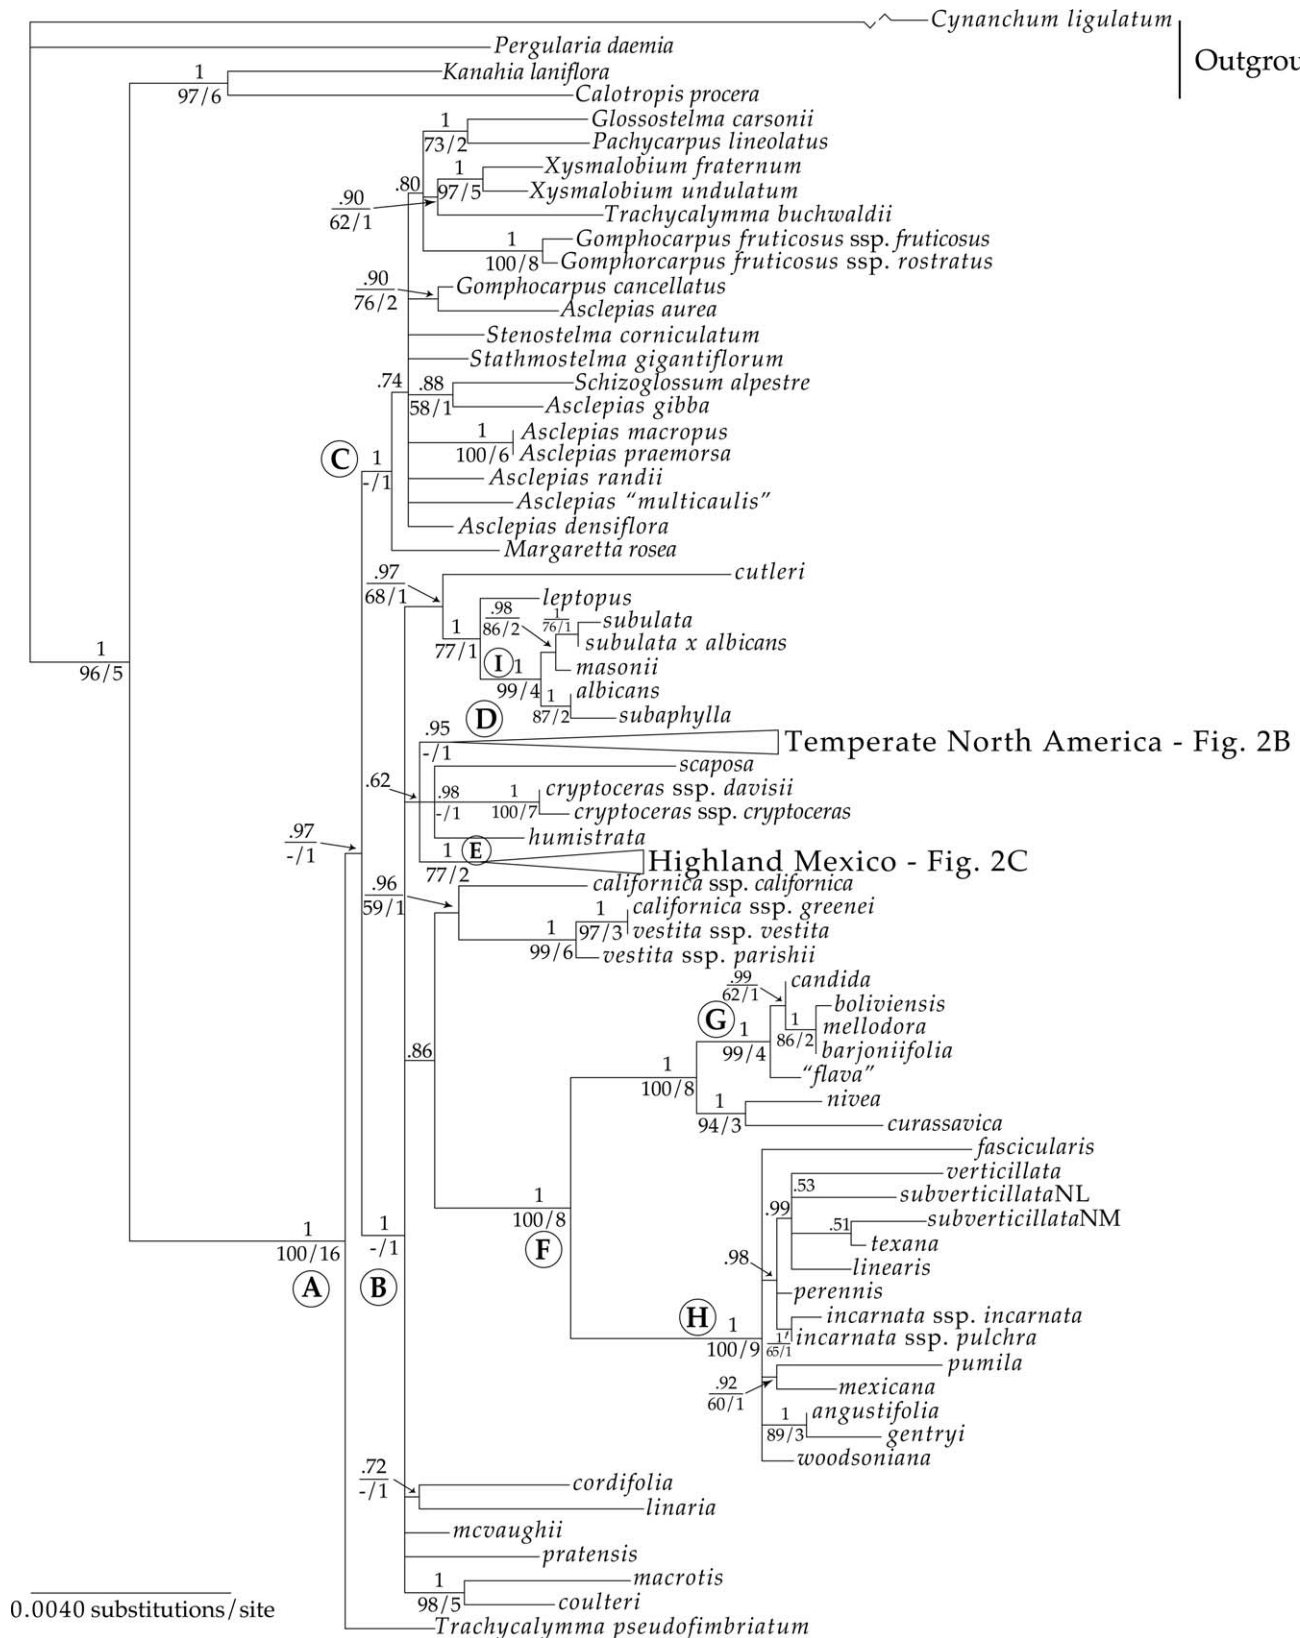 Cynanchum ligulatum
Pergularia daemia
Outgrou
1
Kanahia laniflora
97/6
Calotropis procera
1
Glossostelma carsonii
73/2
Pachycarpus lineolatus
1
Xysmalobium fraternum
.80
97/5
Xysmalobium undulatum
.90
62/1
Trachycalymma buchwaldii
1
Gomphocarpus fruticosus ssp. fruticosus
100/8
Gomphorcarpus fruticosus ssp. rostratus
.90
76/2
Gomphocarpus cancellatus
Asclepias aurea
Stenostelma corniculatum
Stathmostelma gigantiflorum
.74
.88
Schizoglossum alpestre
58/1
Asclepias gibba
1
Asclepias macropus
100/6
Asclepias praemorsa
C
1
-/1
Asclepias randii
Asclepias "multicaulis"
Asclepias densiflora
Margaretta rosea
.97
68/1
cutleri
leptopus
.98
86/2
1
76/1
subulata
1
77/1
subulata x albicans
I
1
99/4
masonii
1
albicans
87/2
subaphylla
1
96/5
D
.95
-/1
Temperate North America - Fig. 2B
scaposa
.62
.98
-/1
1
100/7
cryptoceras ssp. davisii
cryptoceras ssp. cryptoceras
humistrata
.97
-/1
1
77/2
E
Highland Mexico - Fig. 2C
.96
59/1
californica ssp. californica
1
californica ssp. greenei
1
97/3
vestita ssp. vestita
99/6
vestita ssp. parishii
.99
62/1
candida
boliviensis
G
1
99/4
1
86/2
mellodora
barjoniifolia
.86
1
100/8
"flava"
1
nivea
94/3
curassavica
fascicularis
verticillata
.53
subverticillataNL
1
100/8
.99
subverticillataNM
.51
texana
F
1
100/16
A
1
-/1
B
.98
linearis
perennis
H
1
100/9
incarnata ssp. incarnata
1
65/1
incarnata ssp. pulchra
pumila
.92
60/1
mexicana
1
angustifolia
89/3
gentryi
woodsoniana
.72
-/1
cordifolia
linaria
mcvaughii
pratensis
1
macrotis
98/5
coulteri
0.0040 substitutions/site
Trachycalymma pseudofimbriatum